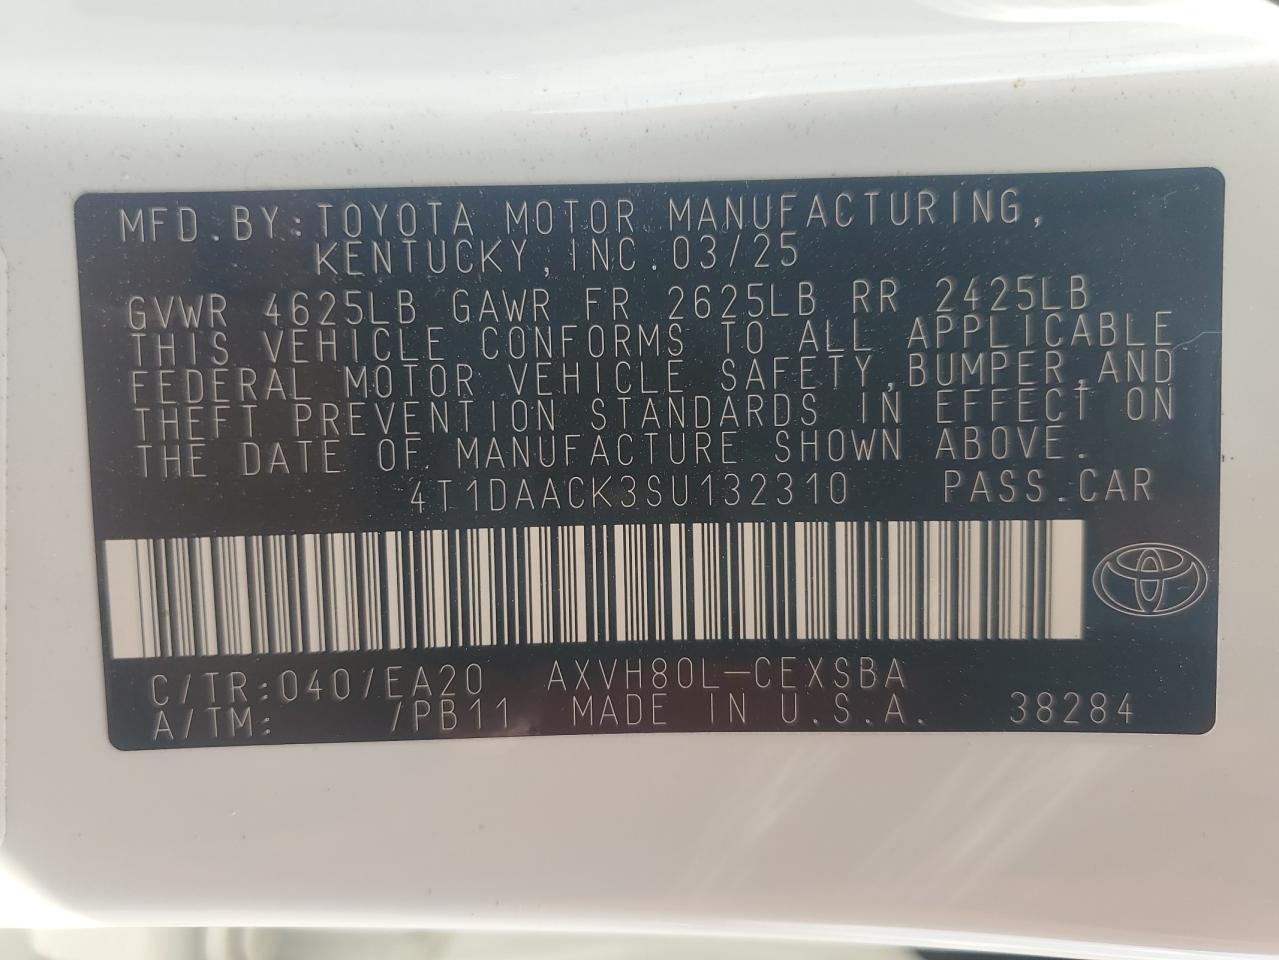 MFD.BY:TOYOTA MOTOR MANUFACTURING,
KENTUCKY,INC.03/25
GVWR 4625LB GAWR FR 2625LB RR 2425LB
THIS VEHICLE CONFORMS TO ALL APPLICABLE
FEDERAL MOTOR VEHICLE SAFETY,BUMPER,AND
THEFT PREVENTION STANDARDS IN EFFECT ON
THE DATE OF MANUFACTURE SHOWN ABOVE.
4T1DAACK3SU132310 PASS.CAR
C/TR:040/EA20 AXVH80L-CEXSBA
A/TM: /PB11 MADE IN U.S.A. 38284